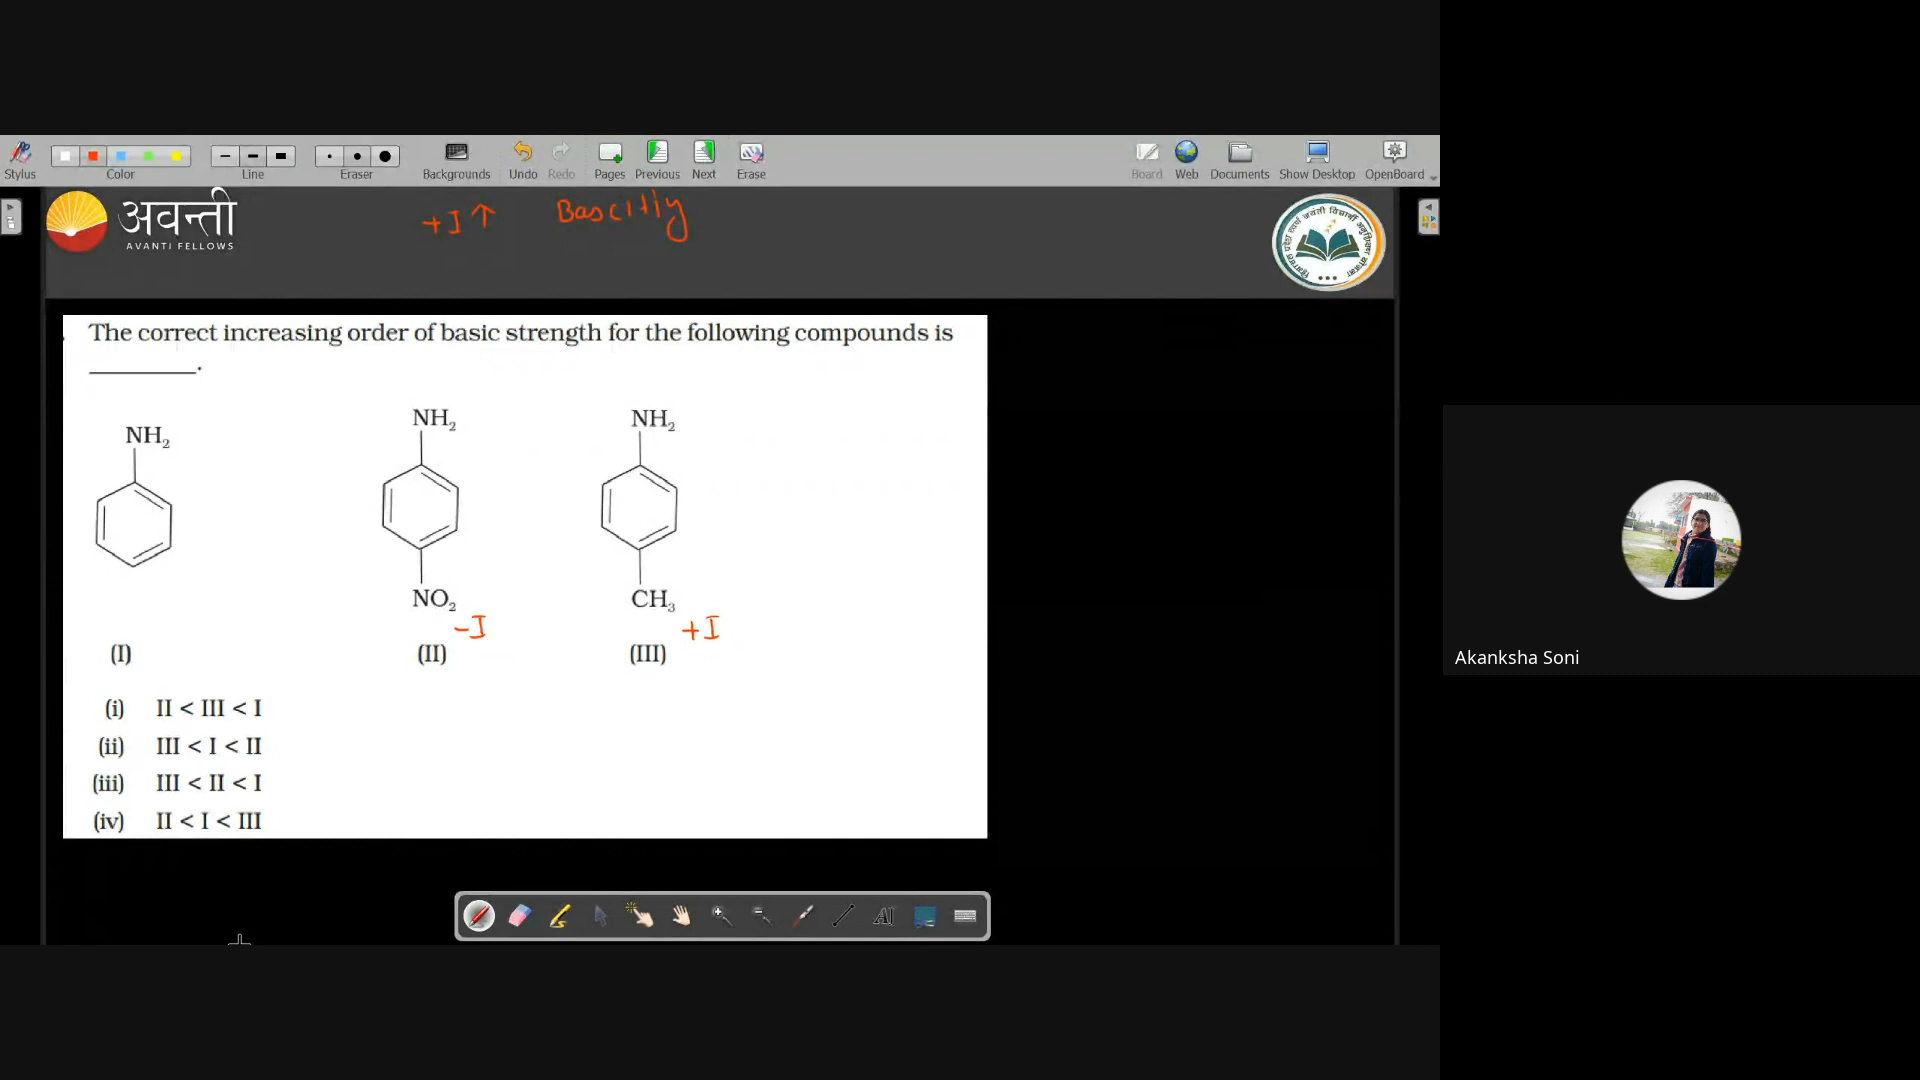 Stylus
Color
Line
Eraser
Backgrounds
Undo
Redo
Pages
Previous
Next
Erase
Board
Web
Documents
Show Desktop
OpenBoard
अवन्ती
AVANTI FELLOWS
+I ↑ Bascitiy
The correct increasing order of basic strength for the following compounds is
__________.
NH₂ NH₂ NH₂
NO₂ CH₃
-I +I
(I) (II) (III)
(i) II < III < I
(ii) III < I < II
(iii) III < II < I
(iv) II < I < III
Akanksha Soni